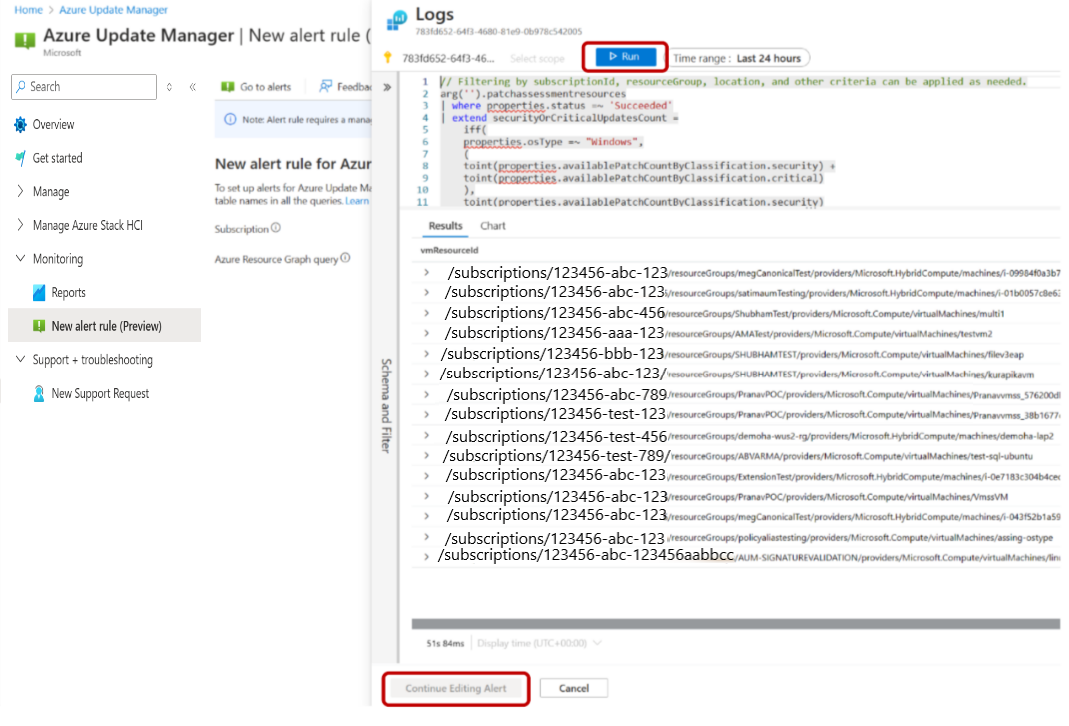 Home > Azure Update Manager
Azure Update Manager | New alert rule (
Microsoft
Search
Overview
Get started
Manage
Manage Azure Stack HCI
Monitoring
Reports
New alert rule (Preview)
Support + troubleshooting
New Support Request
Go to alerts
Feedba
Note: Alert rule requires a mana
New alert rule for Azur
To set up alerts for Azure Update Ma
table names in all the queries. Learn
Subscription
Azure Resource Graph query
Logs
783fd652-64f3-4680-81e9-0b978c542005
783fd652-64f3-46... Select scope Run Time range : Last 24 hours
Schema and Filter
1 // Filtering by subscriptionId, resourceGroup, location, and other criteria can be applied as needed.
2 arg('').patchassessmentresources
3 | where properties.status =~ 'Succeeded'
4 | extend securityOrCriticalUpdatesCount =
5 iff(
6 properties.osType =~ "Windows",
7 (
8 toint(properties.availablePatchCountByClassification.security) +
9 toint(properties.availablePatchCountByClassification.critical)
10 ),
11 toint(properties.availablePatchCountByClassification.security)
Results Chart
vmResourceId
/subscriptions/123456-abc-123/resourceGroups/megCanonicalTest/providers/Microsoft.HybridCompute/machines/i-09984f0a3b7
/subscriptions/123456-abc-123/resourceGroups/satimaumTesting/providers/Microsoft.HybridCompute/machines/i-01b0057c8e63
/subscriptions/123456-abc-456/resourceGroups/ShubhamTest/providers/Microsoft.Compute/virtualMachines/multi1
/subscriptions/123456-aaa-123/resourceGroups/AMATest/providers/Microsoft.Compute/virtualMachines/testvm2
/subscriptions/123456-bbb-123/resourceGroups/SHUBHAMTEST/providers/Microsoft.Compute/virtualMachines/filev3eap
/subscriptions/123456-abc-123/resourceGroups/SHUBHAMTEST/providers/Microsoft.Compute/virtualMachines/kurapikavm
/subscriptions/123456-abc-789/resourceGroups/PranavPOC/providers/Microsoft.Compute/virtualMachines/Pranavvmss_576200d
/subscriptions/123456-test-123/resourceGroups/PranavPOC/providers/Microsoft.Compute/virtualMachines/Pranavvmss_38b1677
/subscriptions/123456-test-456/resourceGroups/demoha-wus2-rg/providers/Microsoft.HybridCompute/machines/demoha-lap2
/subscriptions/123456-test-789/resourceGroups/ABVARMA/providers/Microsoft.Compute/virtualMachines/test-sql-ubuntu
/subscriptions/123456-abc-123/resourceGroups/ExtensionTest/providers/Microsoft.HybridCompute/machines/i-0e7183c304b4cec
/subscriptions/123456-abc-123/resourceGroups/PranavPOC/providers/Microsoft.Compute/virtualMachines/VmssVM
/subscriptions/123456-abc-123/resourceGroups/megCanonicalTest/providers/Microsoft.HybridCompute/machines/i-043f52b1a59
/subscriptions/123456-abc-123/resourceGroups/policyaliastesting/providers/Microsoft.Compute/virtualMachines/assing-ostype
/subscriptions/123456-abc-123456aabbcc/AUM-SIGNATUREVALIDATION/providers/Microsoft.Compute/virtualMachines/linu
51s 84ms Display time (UTC+00:00)
Continue Editing Alert Cancel